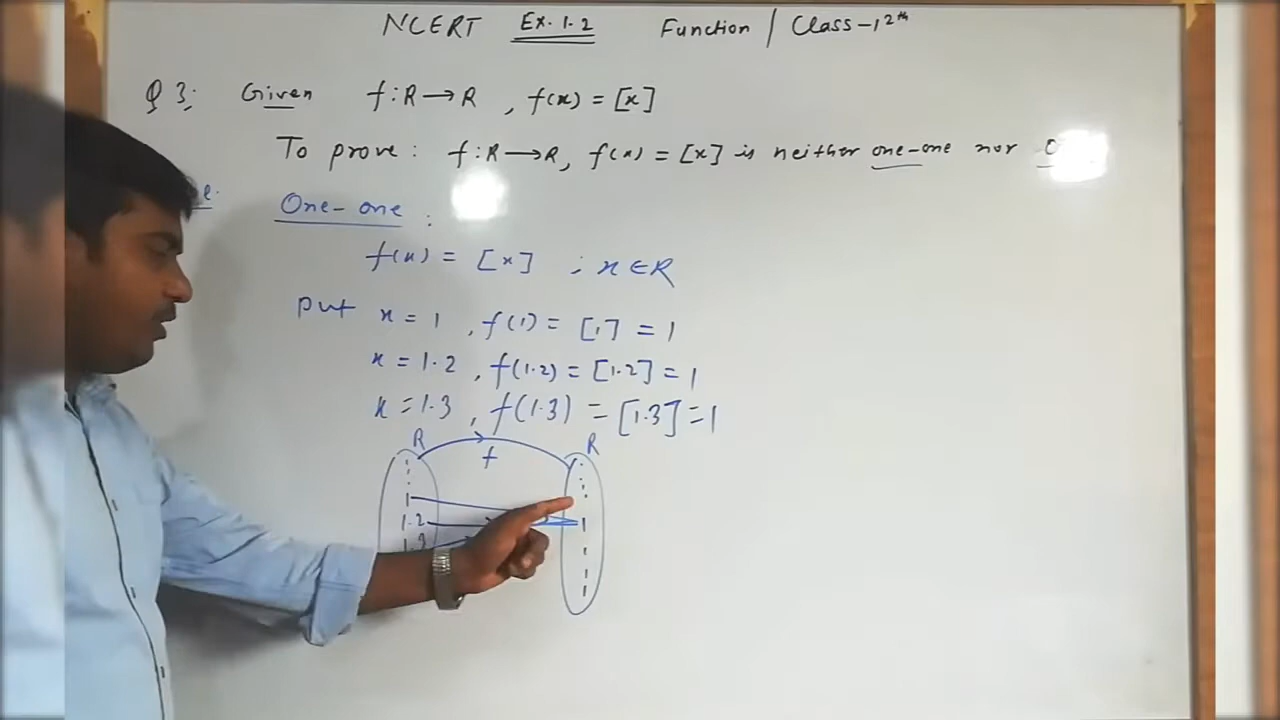 NCERT Ex. 1.2 Function / Class-12th
Q 3: Given f:R→R , f(x) = [x]
To prove: f:R→R, f(x) = [x] is neither one-one nor
One-one :
f(x) = [x] ; x∈R
Put x = 1 , f(1) = [1] = 1
x = 1.2 , f(1.2) = [1.2] = 1
x = 1.3 , f(1.3) = [1.3] = 1
R f R
1
1.2 1
1.3